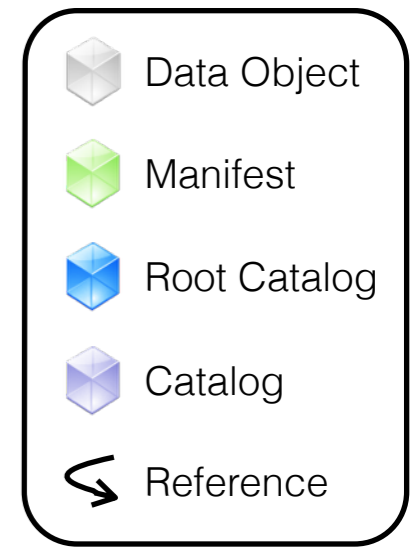 Data Object
Manifest
Root Catalog
Catalog
Reference